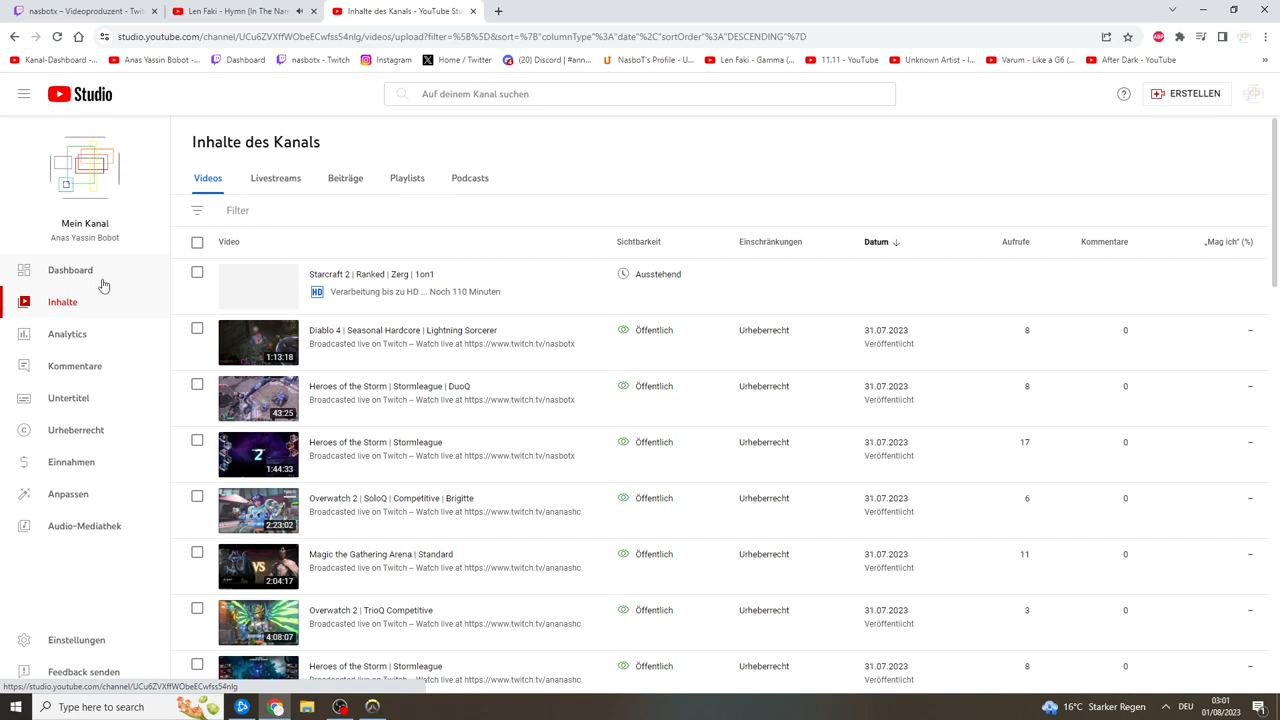 nasbotx - Videoproduzent - Twit
Len Faki - Hymn (In The Nar
Inhalte des Kanals - YouTube Stu
studio.youtube.com/channel/UCu6ZVXffWObeECwfss54nlg/videos/upload?filter=%5B%5D&sort=%7B"columnType"%3A"date"%2C"sortOrder"%3A"DESCENDING"%7D
Kanal-Dashboard -...
Anas Yassin Bobot -...
Dashboard
nasbotx - Twitch
Instagram
Home / Twitter
(20) Discord | #ann...
NasboT's Profile - U...
Len Faki - Gamma (...
11.11 - YouTube
Unknown Artist - I...
Varum - Like a G6 (...
After Dark - YouTube
Studio
Auf deinem Kanal suchen
ERSTELLEN
Mein Kanal
Anas Yassin Bobot
Dashboard
Inhalte
Analytics
Kommentare
Untertitel
Urheberrecht
Einnahmen
Anpassen
Audio-Mediathek
Einstellungen
Feedback senden
Inhalte des Kanals
Videos Livestreams Beiträge Playlists Podcasts
Filter
Video Sichtbarkeit Einschränkungen Datum Aufrufe Kommentare „Mag ich" (%)
Starcraft 2 | Ranked | Zerg | 1on1 Ausstehend
HD Verarbeitung bis zu HD ... Noch 110 Minuten
Diablo 4 | Seasonal Hardcore | Lightning Sorcerer Öffentlich Urheberrecht 31.07.2023 8 0 –
1:13:18 Broadcasted live on Twitch -- Watch live at https://www.twitch.tv/nasbotx Veröffentlicht
Heroes of the Storm | Stormleague | DuoQ Öffentlich Urheberrecht 31.07.2023 8 0 –
43:25 Broadcasted live on Twitch -- Watch live at https://www.twitch.tv/nasbotx Veröffentlicht
Heroes of the Storm | Stormleague Öffentlich Urheberrecht 31.07.2023 17 0 –
1:44:33 Broadcasted live on Twitch -- Watch live at https://www.twitch.tv/nasbotx Veröffentlicht
Overwatch 2 | SoloQ | Competitive | Brigitte Öffentlich Urheberrecht 31.07.2023 6 0 –
2:23:02 Broadcasted live on Twitch -- Watch live at https://www.twitch.tv/ananashc Veröffentlicht
Magic the Gathering Arena | Standard Öffentlich Urheberrecht 31.07.2023 11 0 –
VS 2:04:17 Broadcasted live on Twitch -- Watch live at https://www.twitch.tv/ananashc Veröffentlicht
Overwatch 2 | TrioQ Competitive Öffentlich Urheberrecht 31.07.2023 3 0 –
4:08:07 Broadcasted live on Twitch -- Watch live at https://www.twitch.tv/ananashc Veröffentlicht
Heroes of the Storm | Stormleague Öffentlich Urheberrecht 31.07.2023 8 0 –
Broadcasted live on Twitch -- Watch live at https://www.twitch.tv/nasbotx Veröffentlicht
https://studio.youtube.com/channel/UCu6ZVXffWObeECwfss54nlg
Type here to search
16°C Starker Regen
DEU
03:01
01/08/2023
1